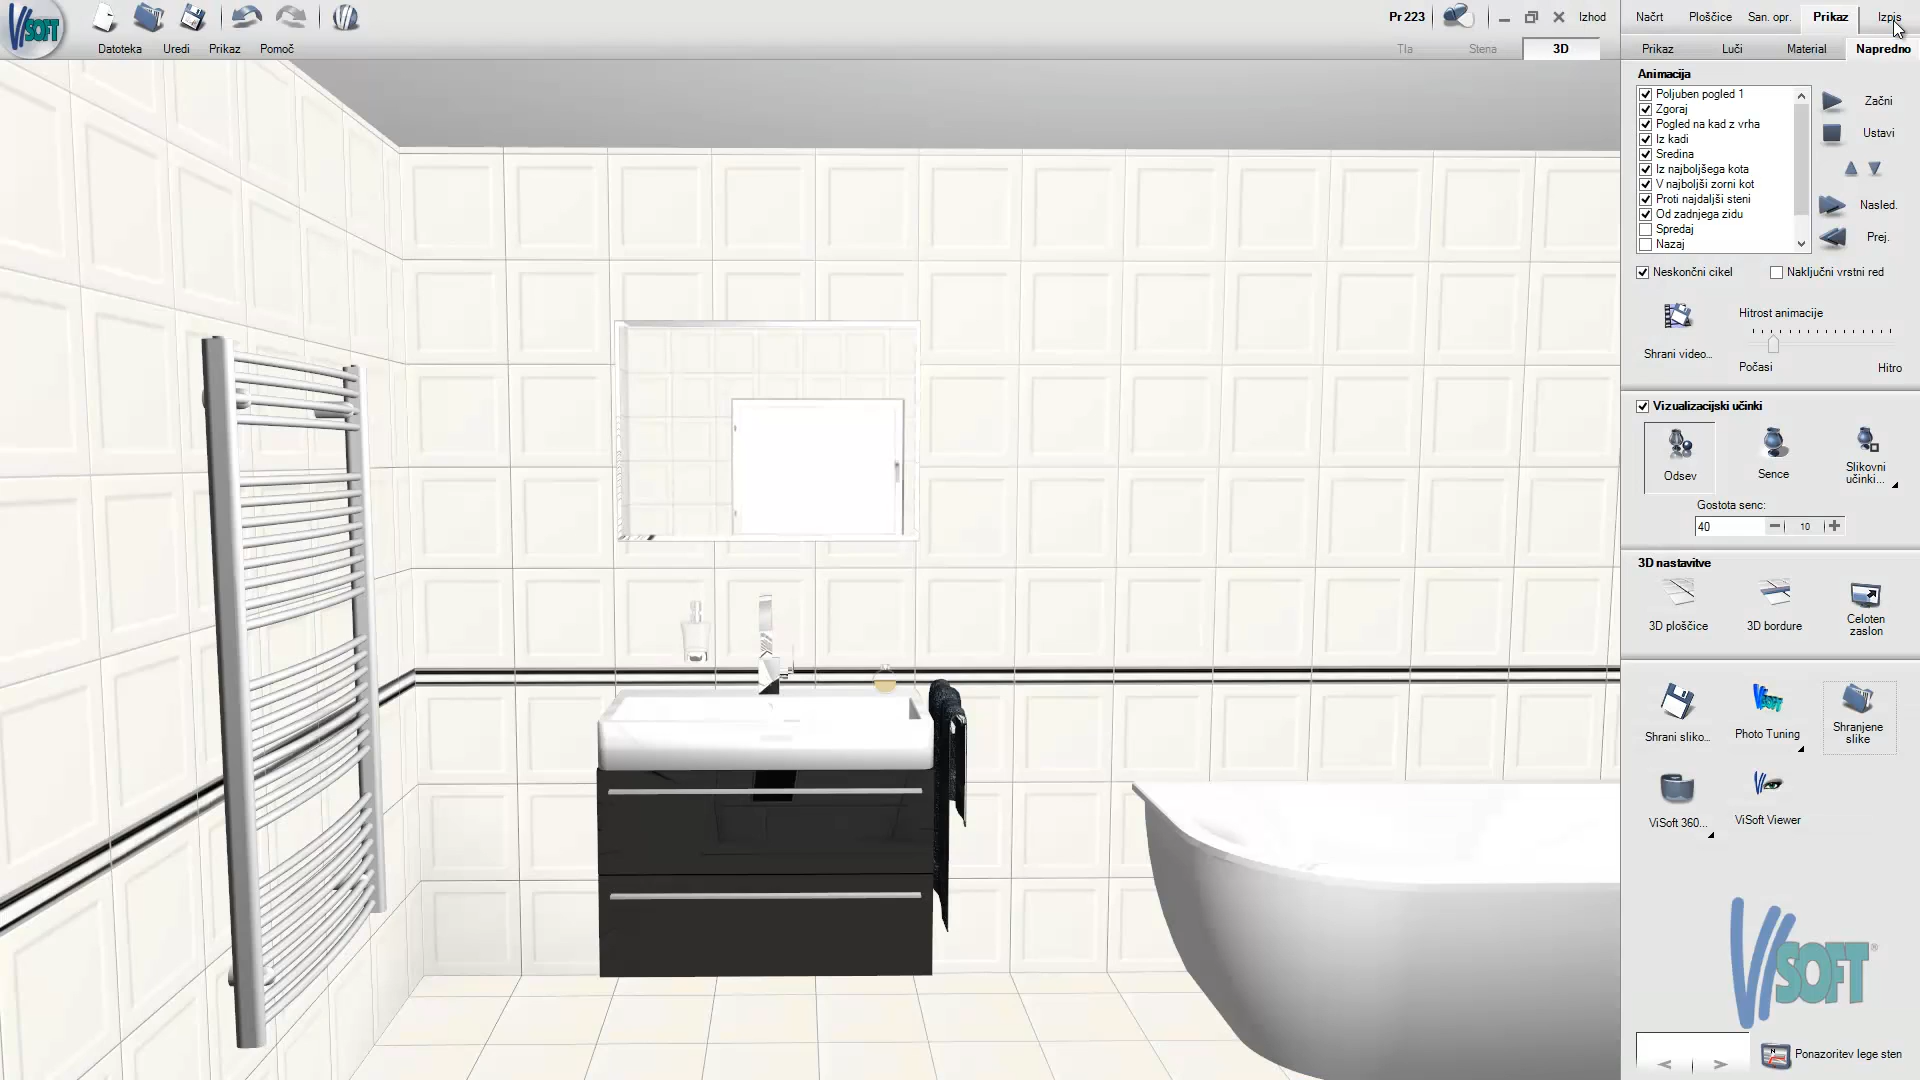 ViSOFT
Datoteka Uredi Prikaz Pomoč
Pr 223 Izhod
Tla Stena 3D
Načrt Ploščice San. opr. Prikaz Izpis
Prikaz Luči Material Napredno
Animacija
Poljuben pogled 1
Zgoraj
Pogled na kad z vrha
Iz kadi
Sredina
Iz najboljšega kota
V najboljši zorni kot
Proti najdaljši steni
Od zadnjega zidu
Spredaj
Nazaj
Začni
Ustavi
Nasled.
Prej.
Neskončni cikel Naključni vrstni red
Shrani video...
Hitrost animacije
Počasi Hitro
Vizualizacijski učinki
Odsev Sence Slikovni
učinki...
Gostota senc:
40 10
3D nastavitve
3D ploščice 3D bordure Celoten
zaslon
Shrani sliko... Photo Tuning Shranjene
slike
ViSoft 360... ViSoft Viewer
ViSOFT®
Ponazoritev lege sten